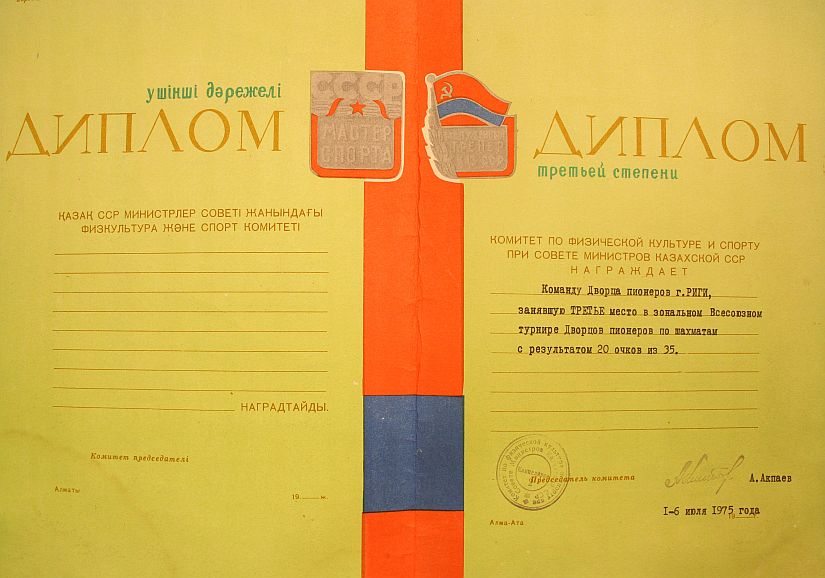 үшінші дәрежелі
ДИПЛОМ
СССР
МАСТЕР
СПОРТА
ҚАЗАҚ ССР МИНИСТРЛЕР СОВЕТІ ЖАНЫНДАҒЫ
ФИЗКУЛЬТУРА ЖӘНЕ СПОРТ КОМИТЕТІ
НАГРАДТАЙДЫ.
Комитет председателі
Алматы
19 ж.
ТРЕНЕР
ССР
ДИПЛОМ
третьей степени
КОМИТЕТ ПО ФИЗИЧЕСКОЙ КУЛЬТУРЕ И СПОРТУ
ПРИ СОВЕТЕ МИНИСТРОВ КАЗАХСКОЙ ССР
НАГРАЖДАЕТ
Команду Дворца пионеров г.РИГИ,
занявшую ТРЕТЬЕ место в зональном Всесоюзном
турнире Дворцов пионеров по шахматам
с результатом 20 очков из 35.
Председатель комитета
А.Акпаев
1-6 июля 1975 года
Алма-Ата